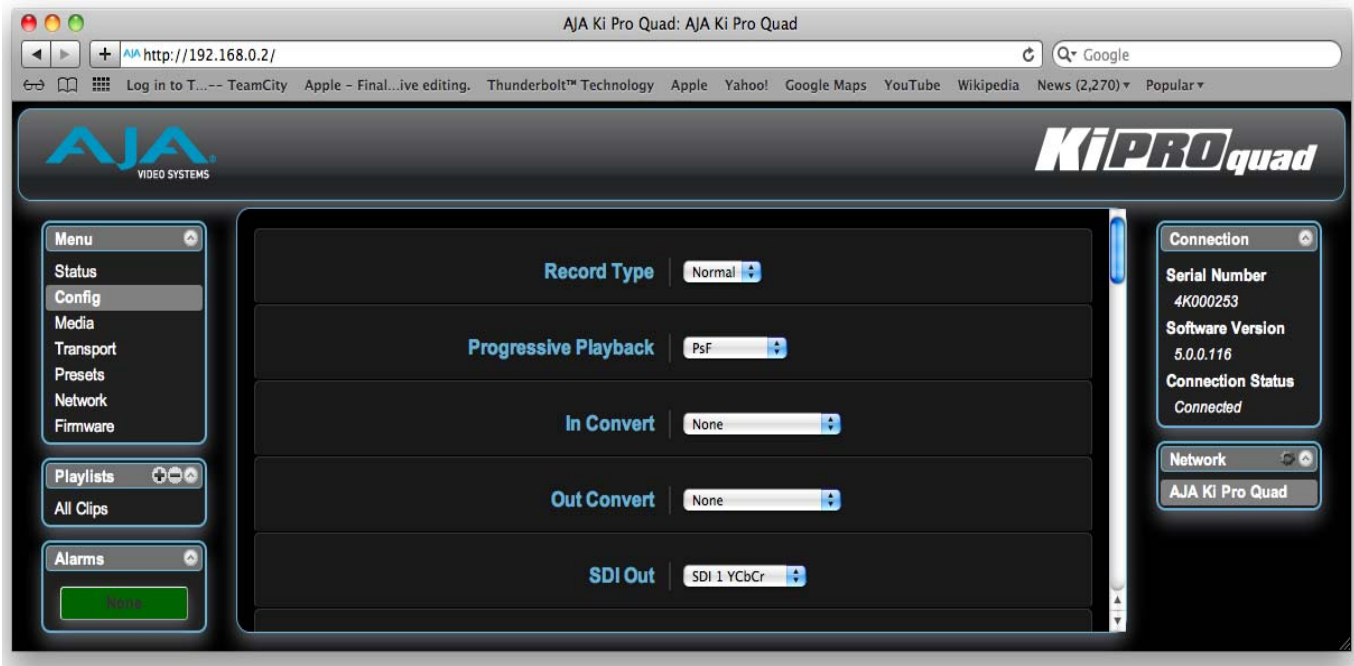 AJA Ki Pro Quad: AJA Ki Pro Quad
+ AJA http://192.168.0.2/ Google
Log in to T...-- TeamCity Apple – Final...ive editing. Thunderbolt™ Technology Apple Yahoo! Google Maps YouTube Wikipedia News (2,270) ▾ Popular ▾
AJA®
VIDEO SYSTEMS
KiPROquad
Menu
Status
Config
Media
Transport
Presets
Network
Firmware
Playlists
All Clips
Alarms
None
Record Type Normal
Progressive Playback PsF
In Convert None
Out Convert None
SDI Out SDI 1 YCbCr
Connection
Serial Number
4K000253
Software Version
5.0.0.116
Connection Status
Connected
Network
AJA Ki Pro Quad